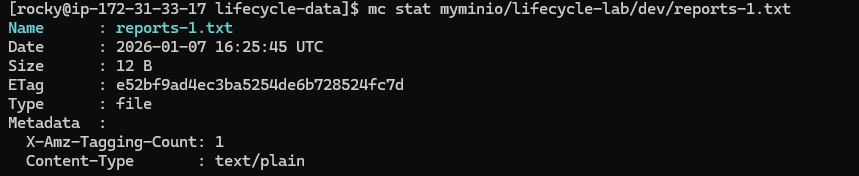 [rocky@ip-172-31-33-17 lifecycle-data]$ mc stat myminio/lifecycle-lab/dev/reports-1.txt
Name      : reports-1.txt
Date      : 2026-01-07 16:25:45 UTC
Size      : 12 B
ETag      : e52bf9ad4ec3ba5254de6b728524fc7d
Type      : file
Metadata  :
  X-Amz-Tagging-Count: 1
  Content-Type       : text/plain